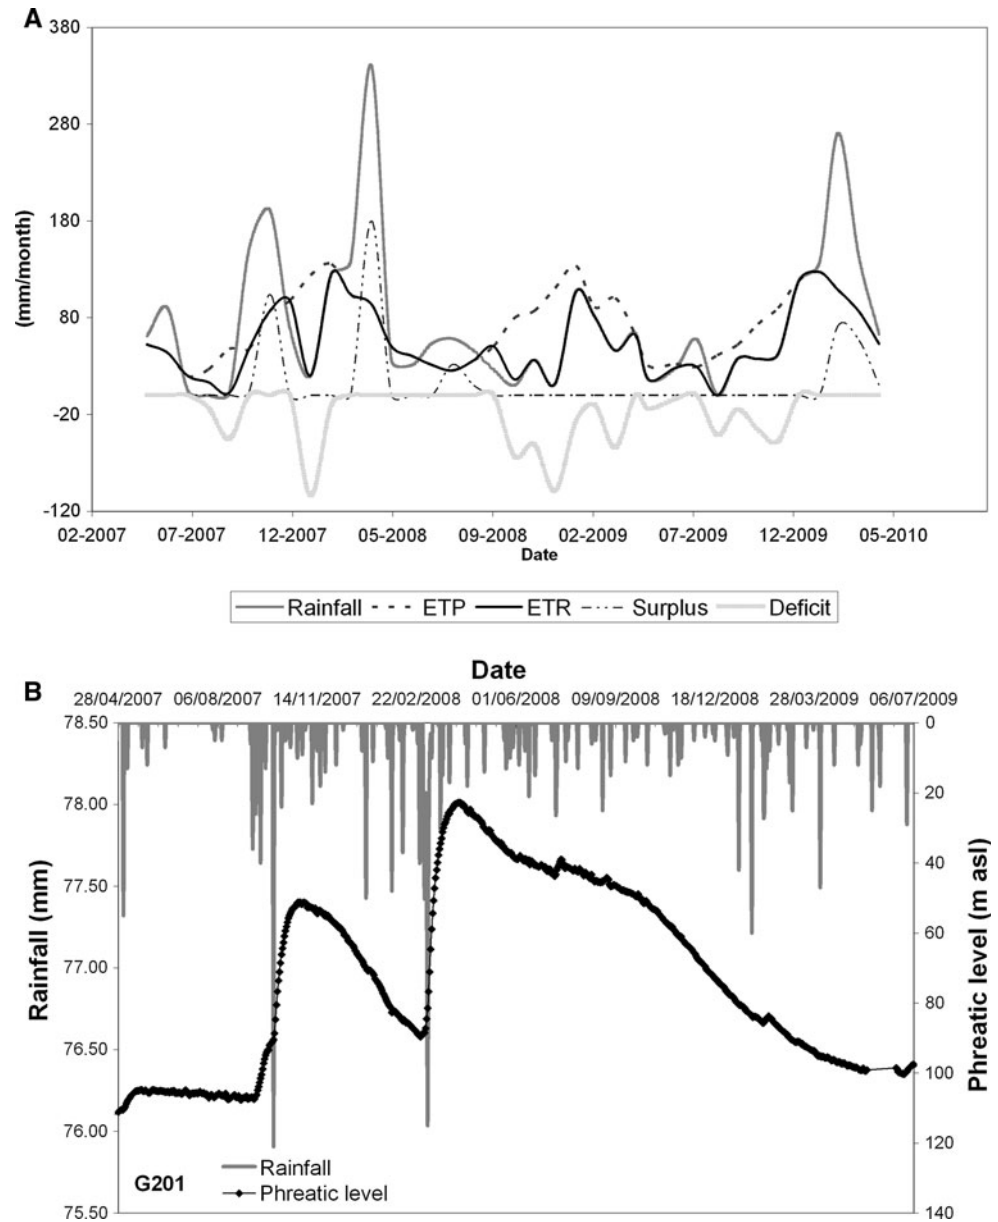 A
380
280
180
80
-20
-120
(mm/month)
02-2007 07-2007 12-2007 05-2008 09-2008 02-2009 07-2009 12-2009 05-2010
Date
Rainfall ETP ETR Surplus Deficit
B
Date
28/04/2007 06/08/2007 14/11/2007 22/02/2008 01/06/2008 09/09/2008 18/12/2008 28/03/2009 06/07/2009
78.50
78.00
77.50
77.00
76.50
76.00
75.50
Rainfall (mm)
0
20
40
60
80
100
120
140
Phreatic level (m asl)
G201
Rainfall
Phreatic level